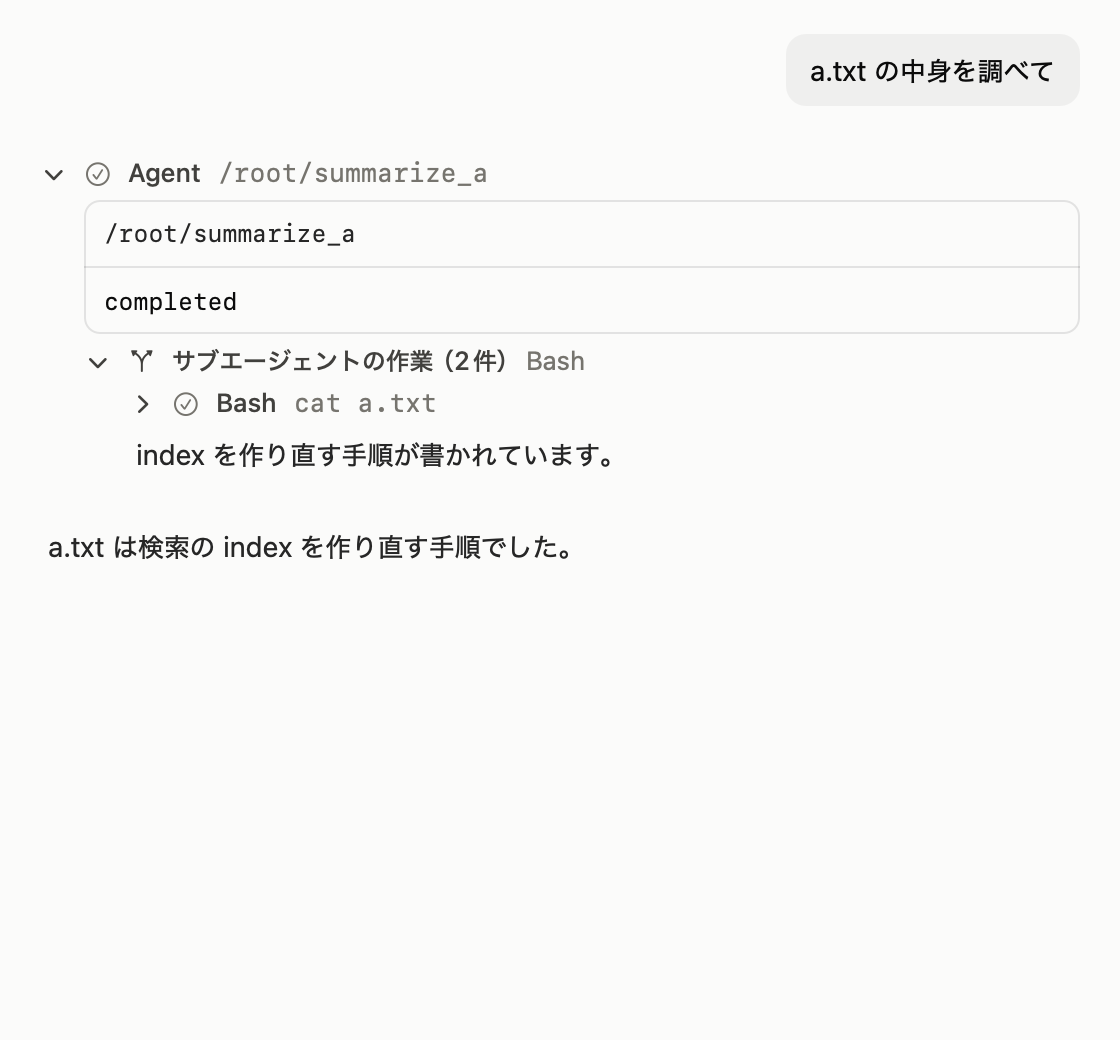 a.txt の中身を調べて
Agent /root/summarize_a
/root/summarize_a
completed
サブエージェントの作業（2 件） Bash
Bash cat a.txt
index を作り直す手順が書かれています。
a.txt は検索の index を作り直す手順でした。